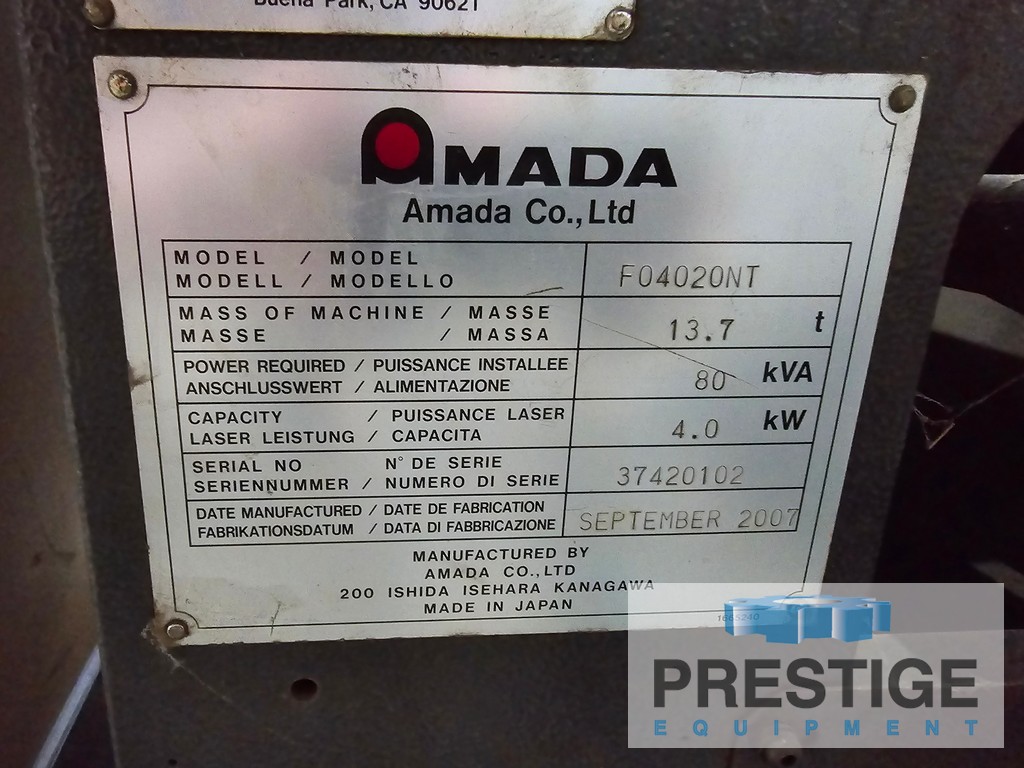 Buena Park, CA 90621
AMADA
Amada Co., Ltd
MODEL / MODEL
MODELL / MODELLO
FO4020NT
MASS OF MACHINE / MASSE
MASSE / MASSA
13.7 t
POWER REQUIRED / PUISSANCE INSTALLEE
ANSCHLUSSWERT / ALIMENTAZIONE
80 kVA
CAPACITY / PUISSANCE LASER
LASER LEISTUNG / CAPACITA
4.0 kW
SERIAL NO N° DE SERIE
SERIENNUMMER / NUMERO DI SERIE
37420102
DATE MANUFACTURED / DATE DE FABRICATION
FABRIKATIONSDATUM / DATA DI FABBRICAZIONE
SEPTEMBER 2007
MANUFACTURED BY
AMADA CO., LTD
200 ISHIDA ISEHARA KANAGAWA
MADE IN JAPAN
1665240
PRESTIGE
EQUIPMENT